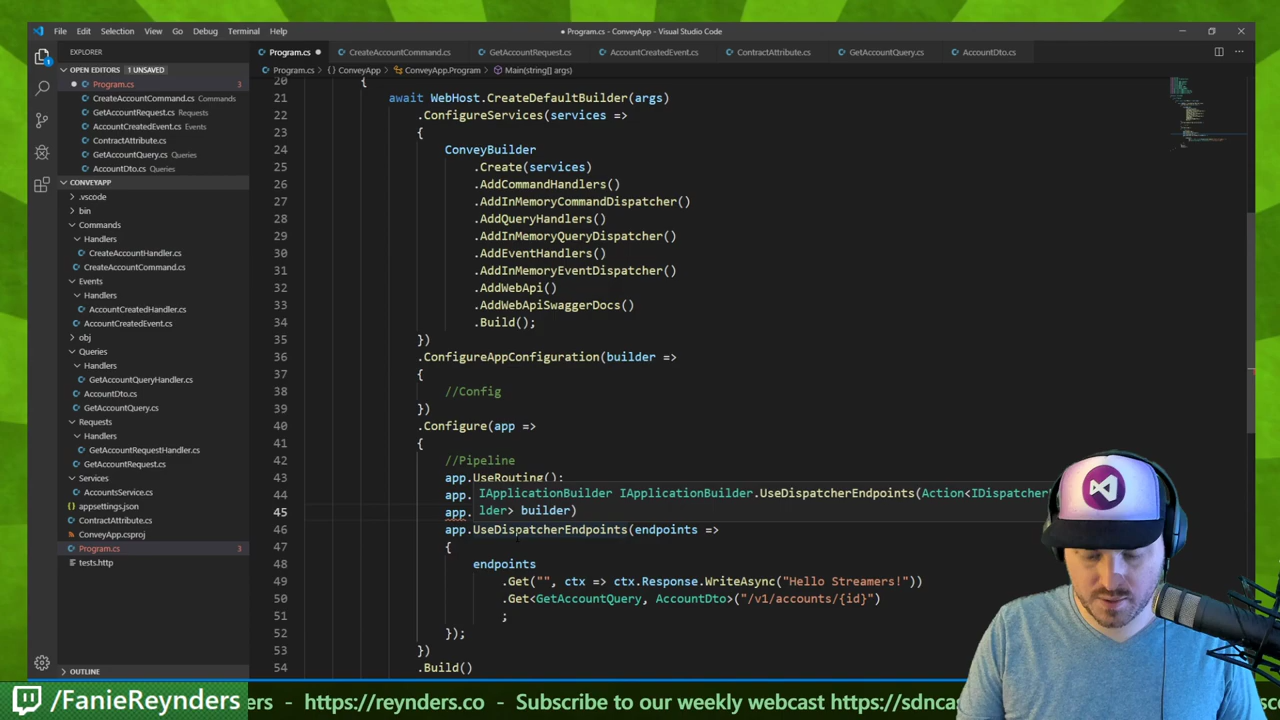 File Edit Selection View Go Debug Terminal Help
● Program.cs - ConveyApp - Visual Studio Code
EXPLORER
Program.cs CreateAccountCommand.cs GetAccountRequest.cs AccountCreatedEvent.cs ContractAttribute.cs GetAccountQuery.cs AccountDto.cs
OPEN EDITORS 1 UNSAVED
Program.cs > {} ConveyApp > ConveyApp.Program > Main(string[] args)
Program.cs 3
CreateAccountCommand.cs Commands
GetAccountRequest.cs Requests
AccountCreatedEvent.cs Events
ContractAttribute.cs
GetAccountQuery.cs Queries
AccountDto.cs Queries
CONVEYAPP
.vscode
bin
Commands
Handlers
CreateAccountHandler.cs
CreateAccountCommand.cs
Events
Handlers
AccountCreatedHandler.cs
AccountCreatedEvent.cs
obj
Queries
Handlers
GetAccountQueryHandler.cs
AccountDto.cs
GetAccountQuery.cs
Requests
Handlers
GetAccountRequestHandler.cs
GetAccountRequest.cs
Services
AccountsService.cs
appsettings.json
ContractAttribute.cs
ConveyApp.csproj
Program.cs 3
tests.http
OUTLINE
20 {
21 await WebHost.CreateDefaultBuilder(args)
22 .ConfigureServices(services =>
23 {
24 ConveyBuilder
25 .Create(services)
26 .AddCommandHandlers()
27 .AddInMemoryCommandDispatcher()
28 .AddQueryHandlers()
29 .AddInMemoryQueryDispatcher()
30 .AddEventHandlers()
31 .AddInMemoryEventDispatcher()
32 .AddWebApi()
33 .AddWebApiSwaggerDocs()
34 .Build();
35 })
36 .ConfigureAppConfiguration(builder =>
37 {
38 //Config
39 })
40 .Configure(app =>
41 {
42 //Pipeline
43 app.UseRouting();
44 app.
IApplicationBuilder IApplicationBuilder.UseDispatcherEndpoints(Action<IDispatcher
lder> builder)
45 app.
46 app.UseDispatcherEndpoints(endpoints =>
47 {
48 endpoints
49 .Get("", ctx => ctx.Response.WriteAsync("Hello Streamers!"))
50 .Get<GetAccountQuery, AccountDto>("/v1/accounts/{id}")
51 ;
52 });
53 })
54 .Build()
/FanieReynders
ers - https://reynders.co - Subscribe to our weekly webcast https://sdncas